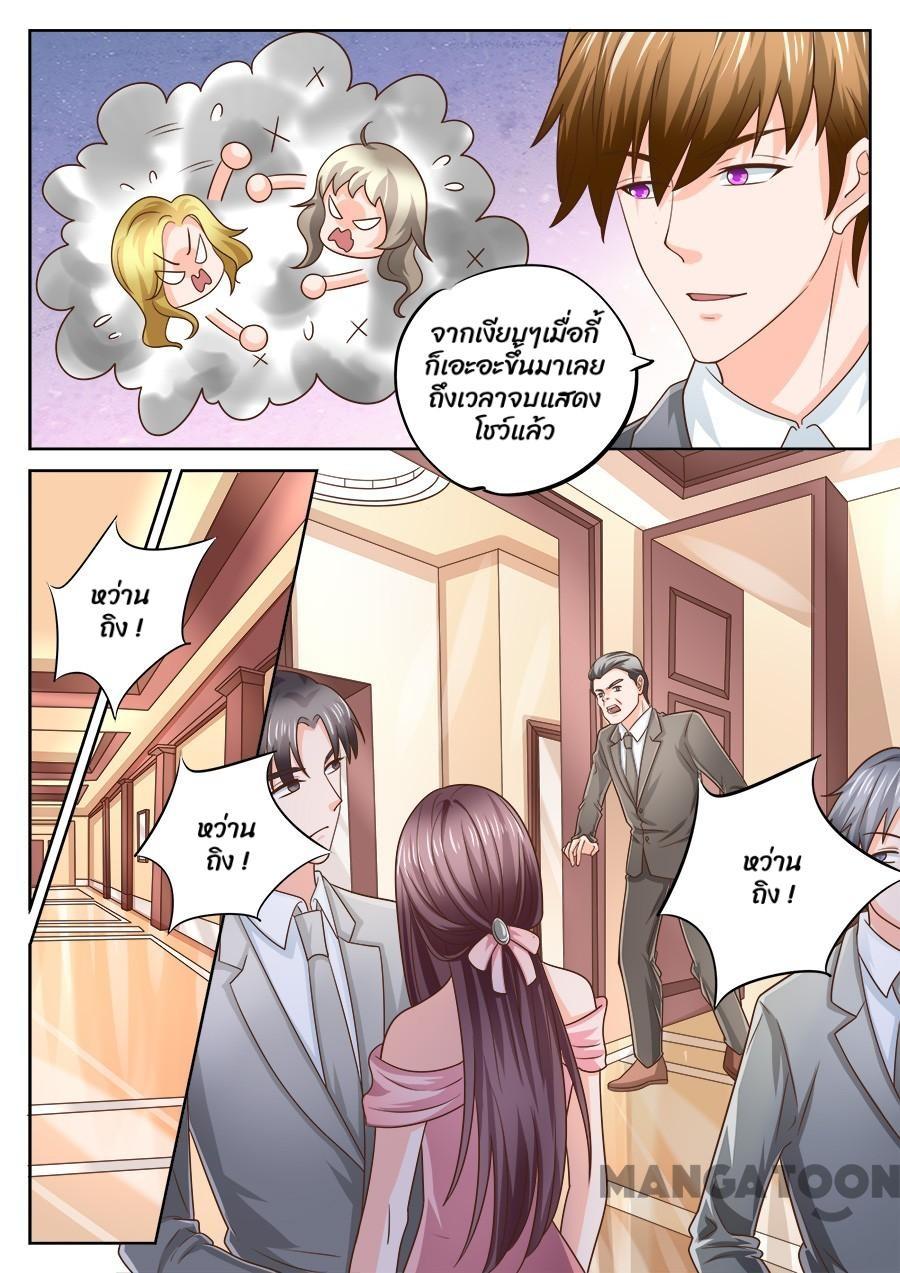 จากเงียบๆเมื่อกี้
ก็เอะอะขึ้นมาเลย
ถึงเวลาจบแสดง
โชว์แล้ว
หว่าน
ถิง !
หว่าน
ถิง !
หว่าน
ถิง !
MANGATOON